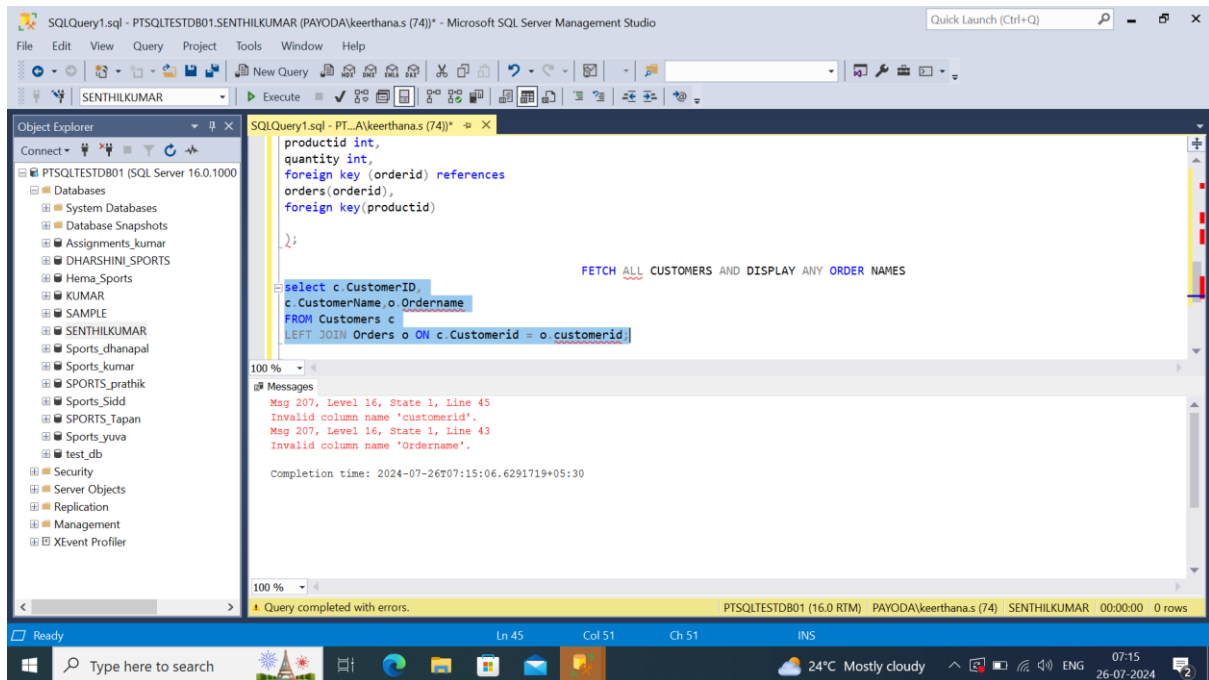 SQLQuery1.sql - PTSQLTESTDB01.SENTHILKUMAR (PAYODA\keerthana.s (74))* - Microsoft SQL Server Management Studio
Quick Launch (Ctrl+Q)
File Edit View Query Project Tools Window Help
New Query MDX DMX XMLA DAX
SENTHILKUMAR Execute
Object Explorer
SQLQuery1.sql - PT...A\keerthana.s (74))*
Connect
PTSQLTESTDB01 (SQL Server 16.0.1000
Databases
System Databases
Database Snapshots
Assignments_kumar
DHARSHINI_SPORTS
Hema_Sports
KUMAR
SAMPLE
SENTHILKUMAR
Sports_dhanapal
Sports_kumar
SPORTS_prathik
Sports_Sidd
SPORTS_Tapan
Sports_yuva
test_db
Security
Server Objects
Replication
Management
XEvent Profiler
productid int,
quantity int,
foreign key (orderid) references
orders(orderid),
foreign key(productid)
);
FETCH ALL CUSTOMERS AND DISPLAY ANY ORDER NAMES
select c.CustomerID,
c.CustomerName,o.Ordername
FROM Customers c
LEFT JOIN Orders o ON c.Customerid = o.customerid;
100 %
Messages
Msg 207, Level 16, State 1, Line 45
Invalid column name 'customerid'.
Msg 207, Level 16, State 1, Line 43
Invalid column name 'Ordername'.
Completion time: 2024-07-26T07:15:06.6291719+05:30
100 %
Query completed with errors.
PTSQLTESTDB01 (16.0 RTM) PAYODA\keerthana.s (74) SENTHILKUMAR 00:00:00 0 rows
Ready Ln 45 Col 51 Ch 51 INS
Type here to search
24°C Mostly cloudy ENG
07:15
26-07-2024
2